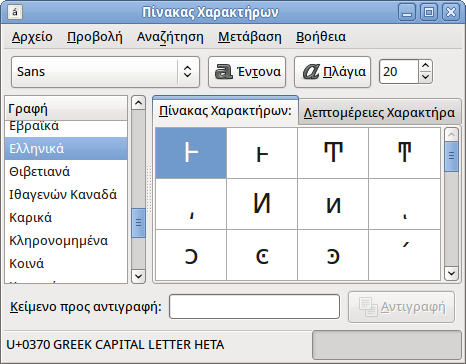 Πίνακας Χαρακτήρων
Αρχείο Προβολή Αναζήτηση Μετάβαση Βοήθεια
Sans a Έντονα a Πλάγια 20
Γραφή
Πίνακας Χαρακτήρων: Λεπτομέρειες Χαρακτήρα
Εβραϊκά
Ελληνικά
Θιβετιανά
Ιθαγενών Καναδά
Καρικά
Κληρονομημένα
Κοινά
Ͱ ͱ Ͳ ͳ
͵ Ͷ ͷ ͺ
ͻ ͼ ͽ ΄
Κείμενο προς αντιγραφή: Αντιγραφή
U+0370 GREEK CAPITAL LETTER HETA